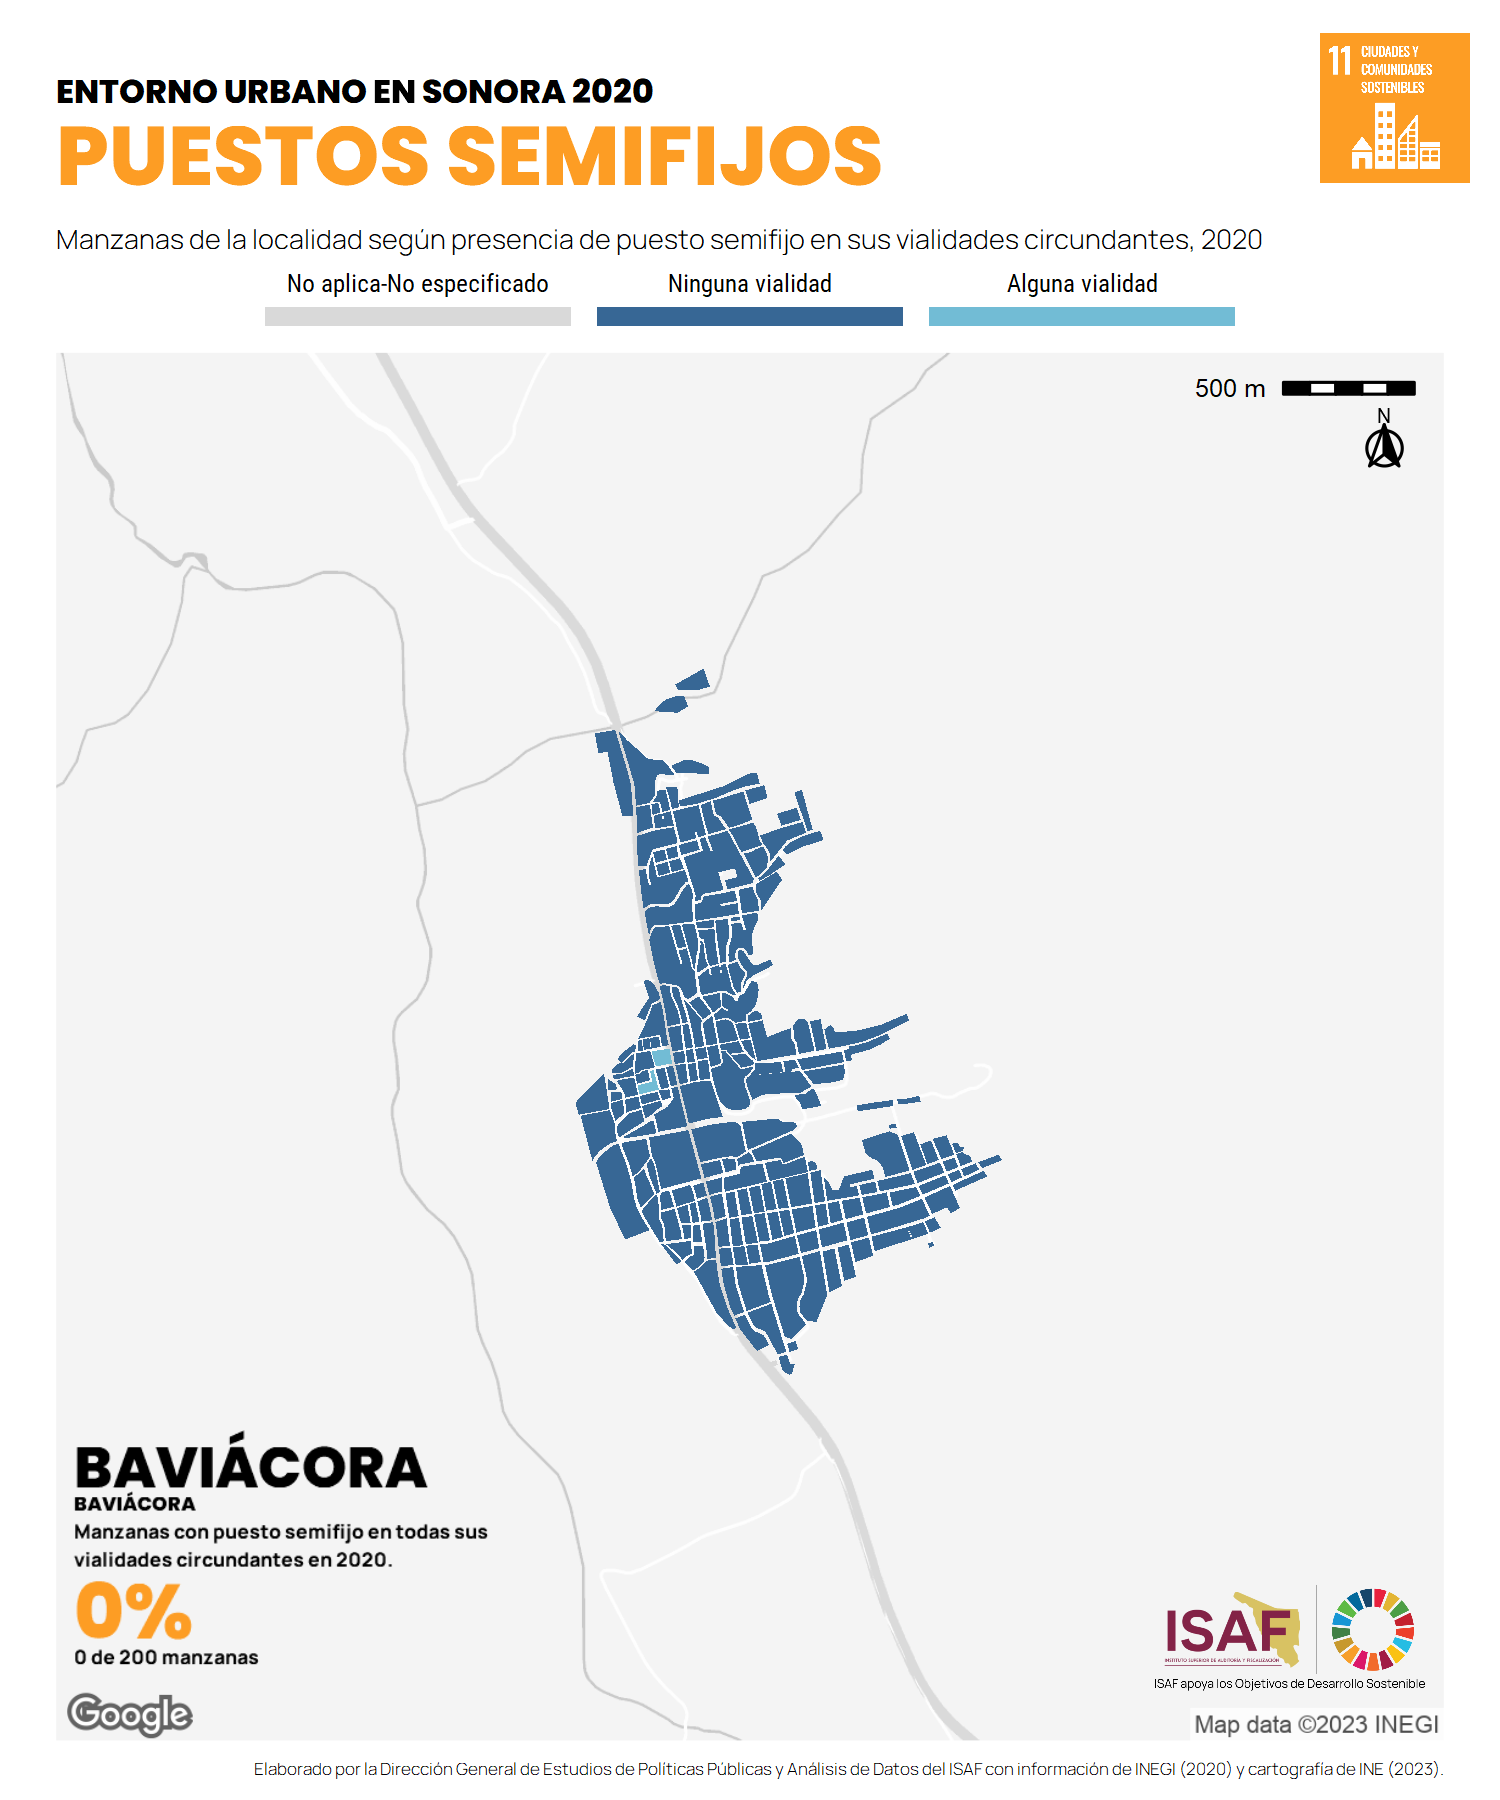 ENTORNO URBANO EN SONORA 2020
PUESTOS SEMIFIJOS
11 CIUDADES Y
COMUNIDADES
SOSTENIBLES
Manzanas de la localidad según presencia de puesto semifijo en sus vialidades circundantes, 2020
No aplica-No especificado
Ninguna vialidad
Alguna vialidad
500 m
N
BAVIÁCORA
BAVIÁCORA
Manzanas con puesto semifijo en todas sus
vialidades circundantes en 2020.
0%
0 de 200 manzanas
Google
ISAF
INSTITUTO SUPERIOR DE AUDITORÍA Y FISCALIZACIÓN
ISAF apoya los Objetivos de Desarrollo Sostenible
Map data ©2023 INEGI
Elaborado por la Dirección General de Estudios de Políticas Públicas y Análisis de Datos del ISAF con información de INEGI (2020) y cartografía de INE (2023).